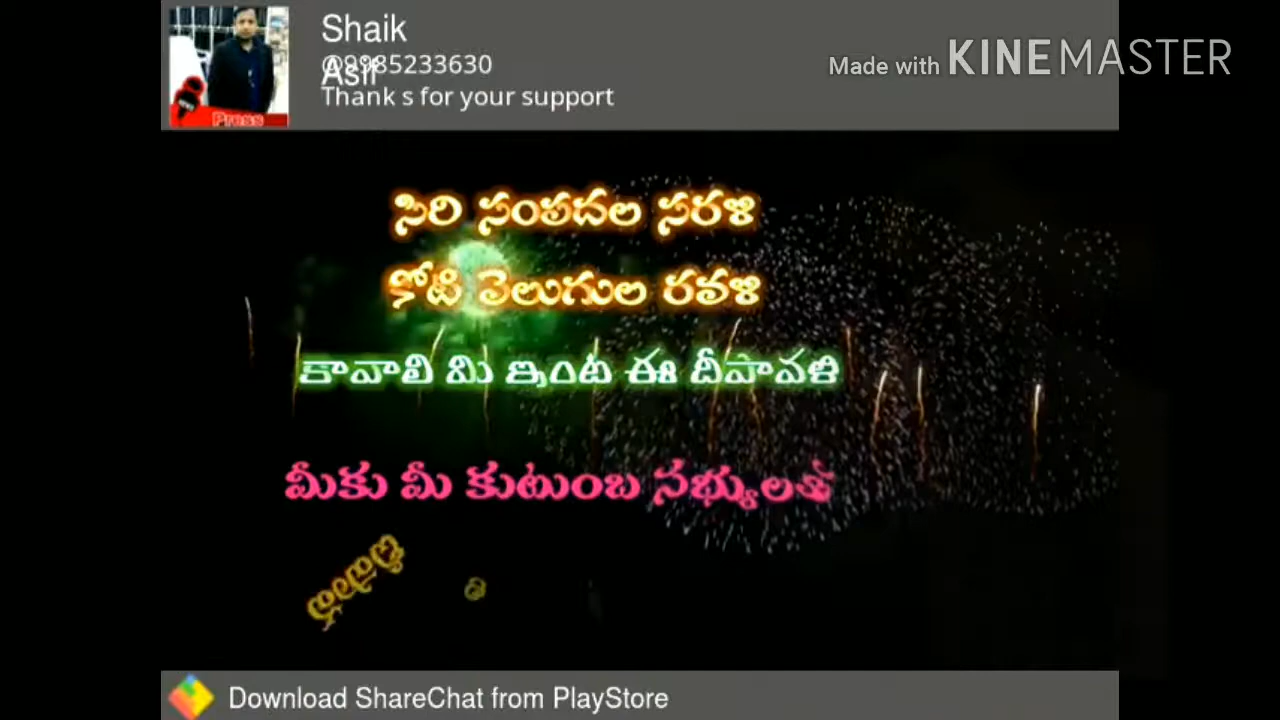 Shaik
Asif
@9985233630
Thank s for your support
Made with KINEMASTER
Press
సిరి సంపదల సరళి
కోటి వెలుగుల రవళి
కావాలి మి ఇంట ఈ దీపావళి
మీకు మీ కుటుంబ సభ్యులకు
Download ShareChat from PlayStore